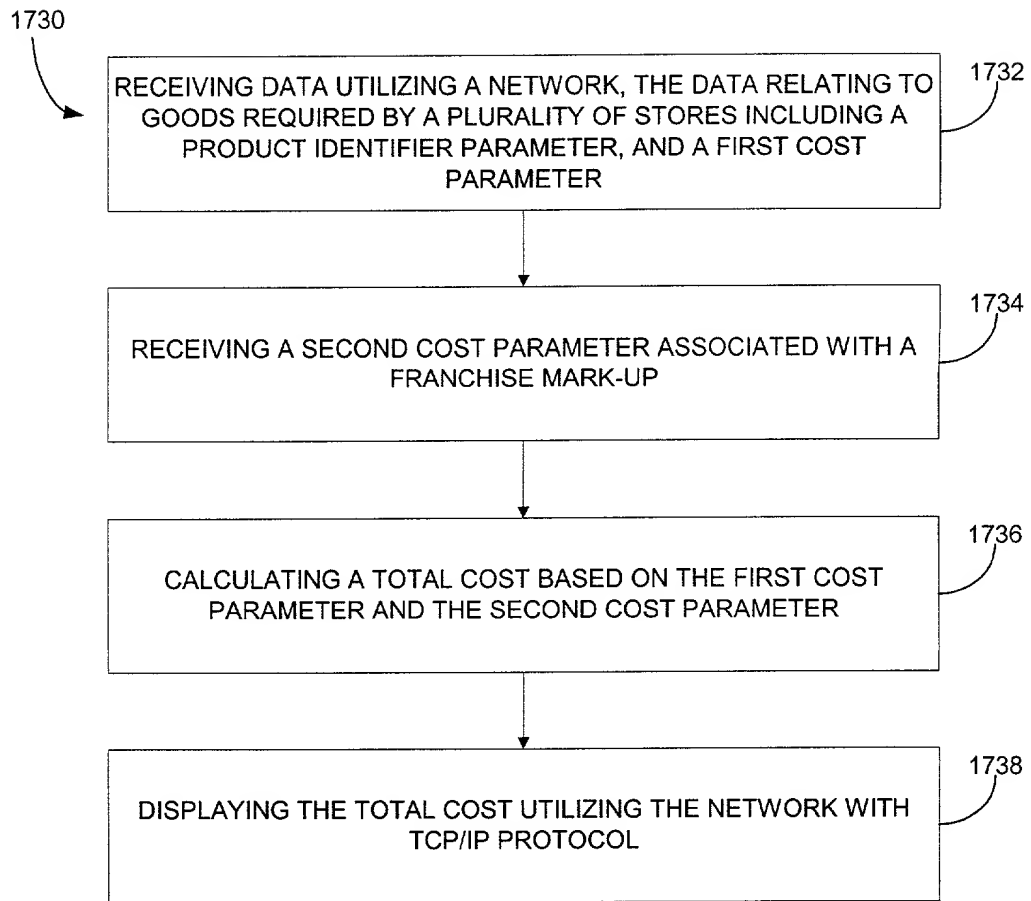 1730
RECEIVING DATA UTILIZING A NETWORK, THE DATA RELATING TO
GOODS REQUIRED BY A PLURALITY OF STORES INCLUDING A
PRODUCT IDENTIFIER PARAMETER, AND A FIRST COST
PARAMETER
1732
RECEIVING A SECOND COST PARAMETER ASSOCIATED WITH A
FRANCHISE MARK-UP
1734
CALCULATING A TOTAL COST BASED ON THE FIRST COST
PARAMETER AND THE SECOND COST PARAMETER
1736
DISPLAYING THE TOTAL COST UTILIZING THE NETWORK WITH
TCP/IP PROTOCOL
1738